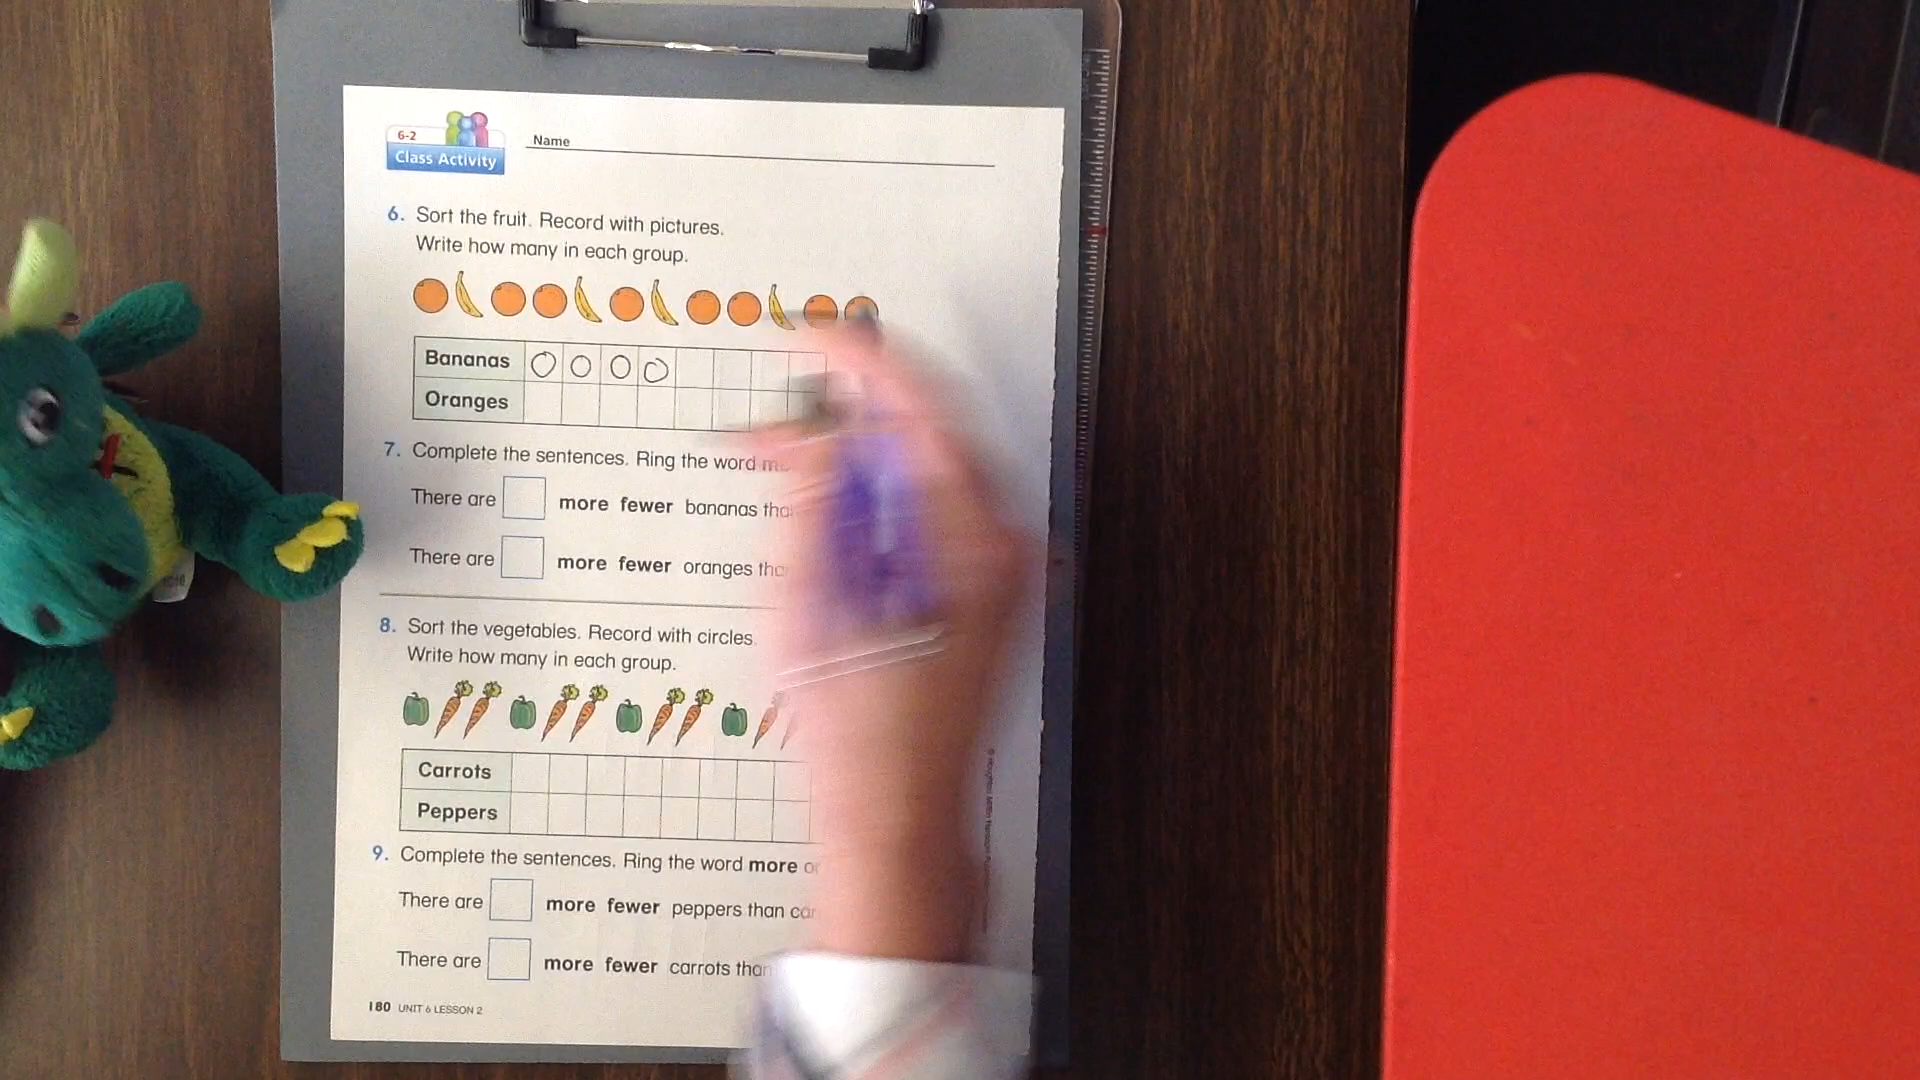 6-2
Class Activity
Name
6. Sort the fruit. Record with pictures.
Write how many in each group.
Bananas
Oranges
7. Complete the sentences. Ring the word
There are more fewer bananas
There are more fewer oranges
8. Sort the vegetables. Record with circles.
Write how many in each group.
Carrots
Peppers
9. Complete the sentences. Ring the word more
There are more fewer peppers than
There are more fewer carrots than
180 UNIT 6 LESSON 2